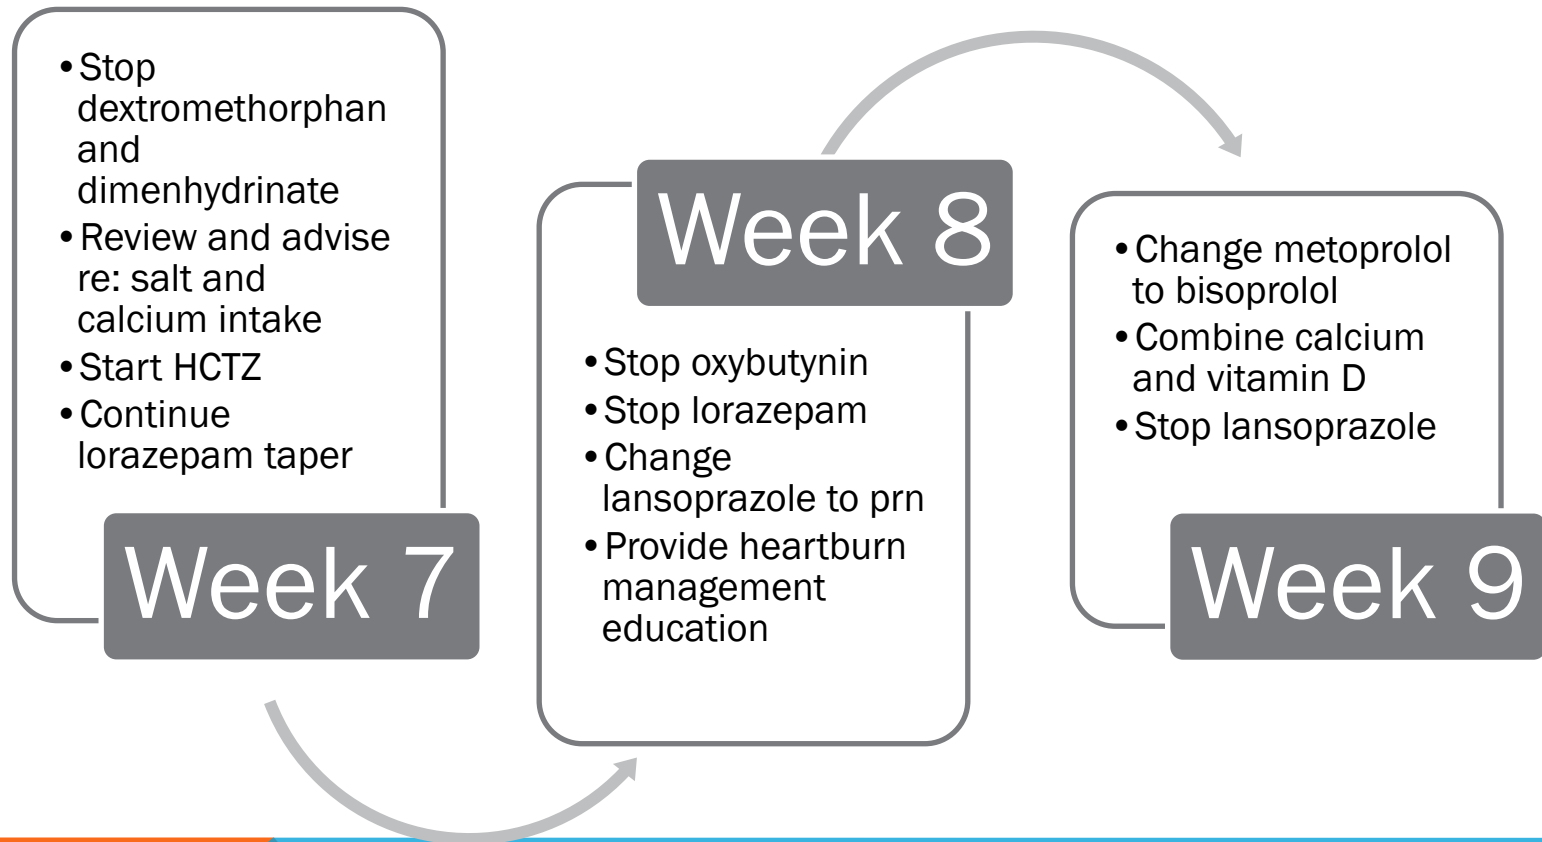 •Stop
dextromethorphan
and
dimenhydrinate
•Review and advise
re: salt and
calcium intake
•Start HCTZ
•Continue
lorazepam taper
Week 7
Week 8
•Stop oxybutynin
•Stop lorazepam
•Change
lansoprazole to prn
•Provide heartburn
management
education
•Change metoprolol
to bisoprolol
•Combine calcium
and vitamin D
•Stop lansoprazole
Week 9